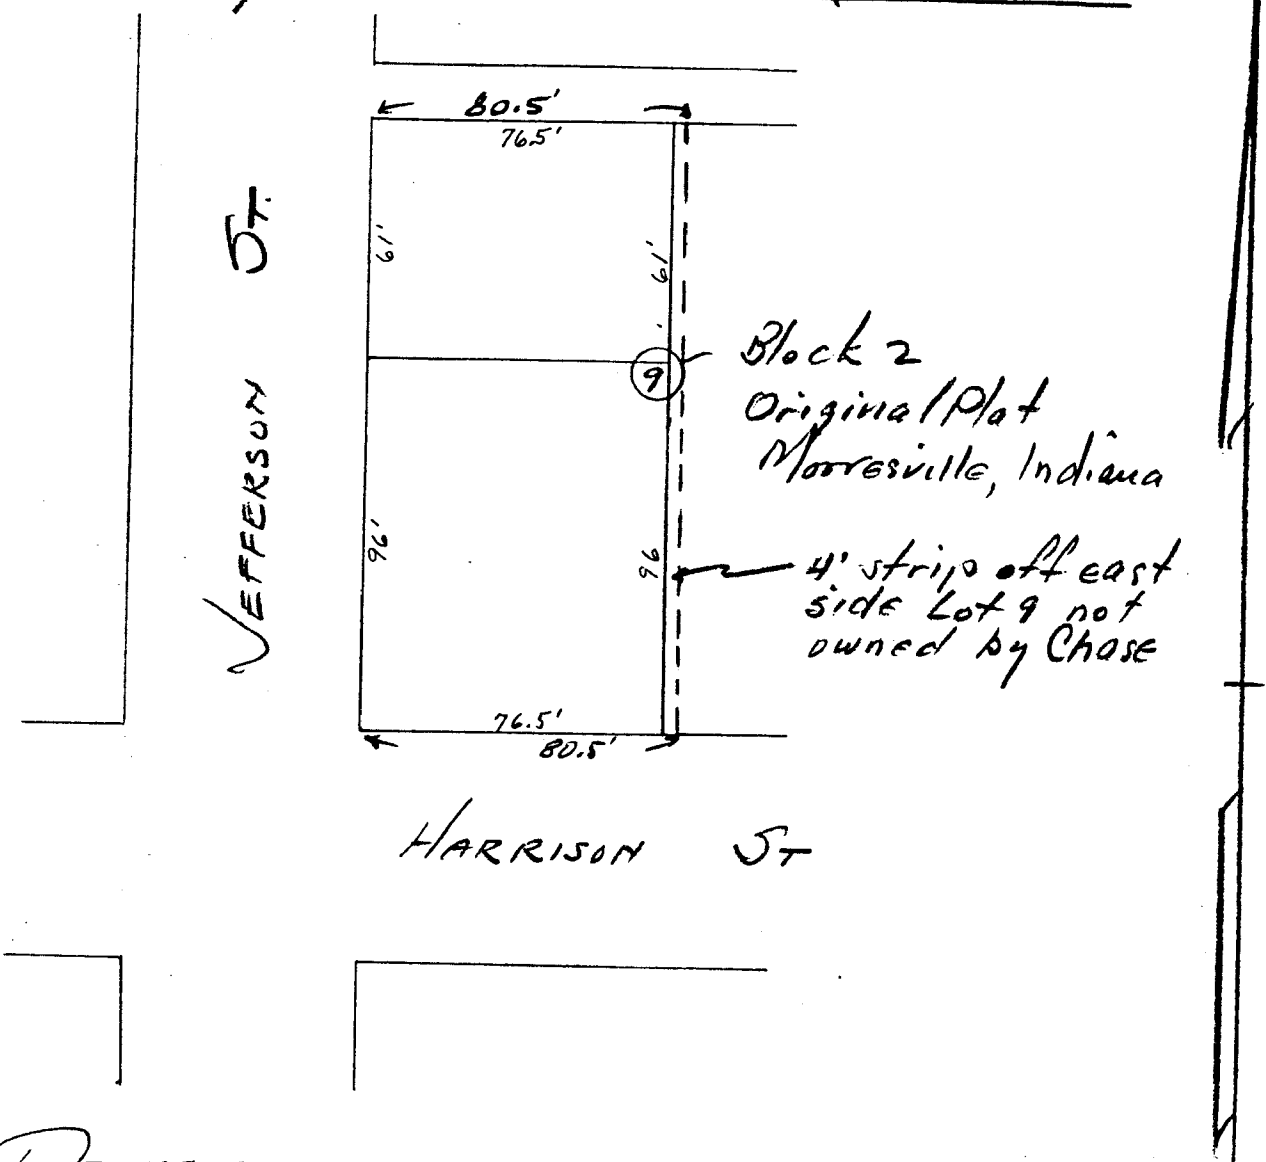 80.5'
76.5'
JEFFERSON ST.
61'
61'
9
Block 2
Original Plat
Mooresville, Indiana
96'
96
4' strip off east
side Lot 9 not
owned by Chase
76.5'
80.5'
HARRISON ST